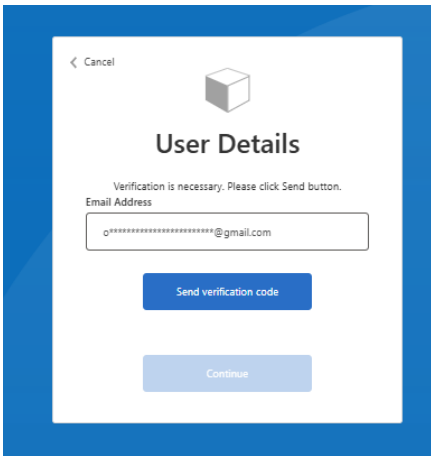 Cancel
User Details
Verification is necessary. Please click Send button.
Email Address
o************************@gmail.com
Send verification code
Continue